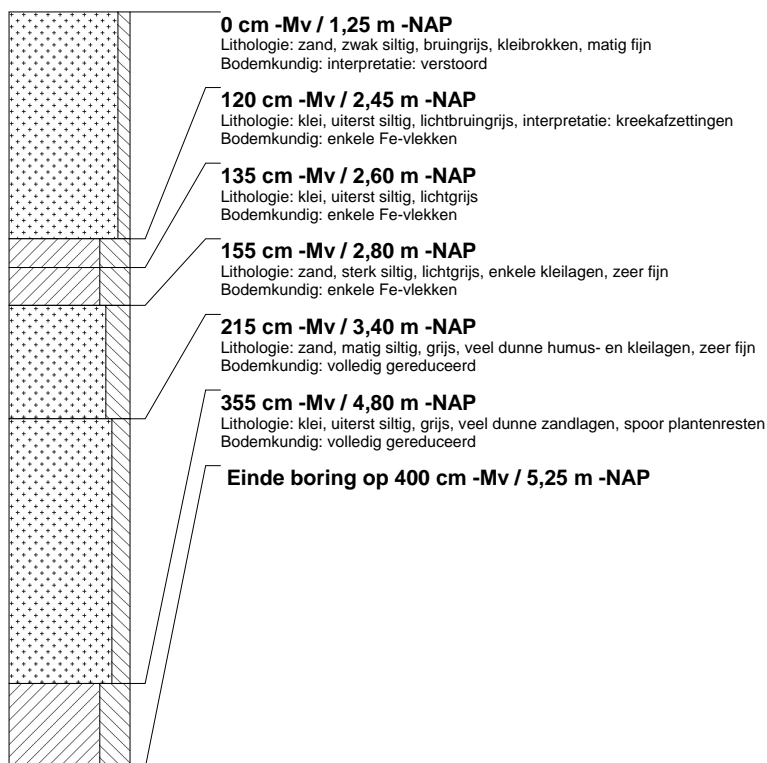 0 cm -Mv / 1,25 m -NAP
Lithologie: zand, zwak siltig, bruingrijs, kleibrokken, matig fijn
Bodemkundig: interpretatie: verstoord
120 cm -Mv / 2,45 m -NAP
Lithologie: klei, uiterst siltig, lichtbruingrijs, interpretatie: kreekafzettingen
Bodemkundig: enkele Fe-vlekken
135 cm -Mv / 2,60 m -NAP
Lithologie: klei, uiterst siltig, lichtgrijs
Bodemkundig: enkele Fe-vlekken
155 cm -Mv / 2,80 m -NAP
Lithologie: zand, sterk siltig, lichtgrijs, enkele kleilagen, zeer fijn
Bodemkundig: enkele Fe-vlekken
215 cm -Mv / 3,40 m -NAP
Lithologie: zand, matig siltig, grijs, veel dunne humus- en kleilagen, zeer fijn
Bodemkundig: volledig gereduceerd
355 cm -Mv / 4,80 m -NAP
Lithologie: klei, uiterst siltig, grijs, veel dunne zandlagen, spoor plantenresten
Bodemkundig: volledig gereduceerd
Einde boring op 400 cm -Mv / 5,25 m -NAP